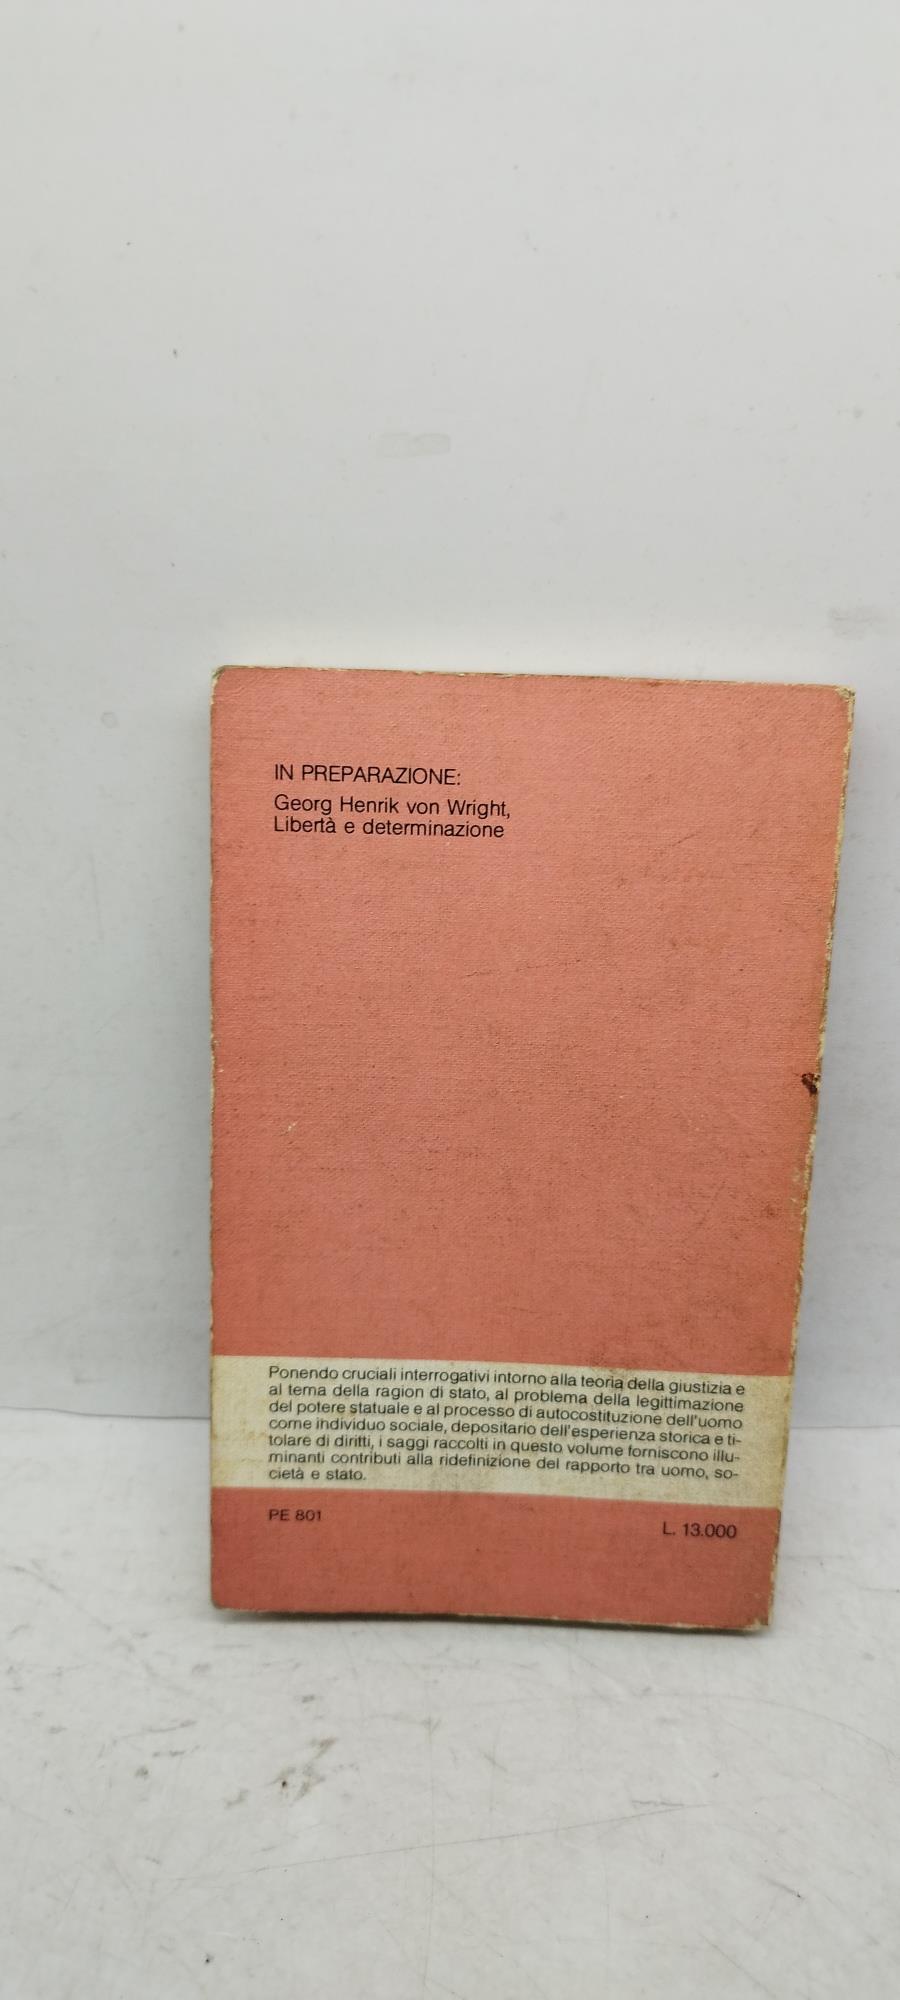 IN PREPARAZIONE:
Georg Henrik von Wright,
Libertà e determinazione
Ponendo cruciali interrogativi intorno alla teoria della giustizia e
al tema della ragion di stato, al problema della legittimazione
del potere statuale e al processo di autocostituzione dell'uomo
come individuo sociale, depositario dell'esperienza storica e ti-
tolare di diritti, i saggi raccolti in questo volume forniscono illu-
minanti contributi alla ridefinizione del rapporto tra uomo, so-
cietà e stato.
PE 801
L. 13.000